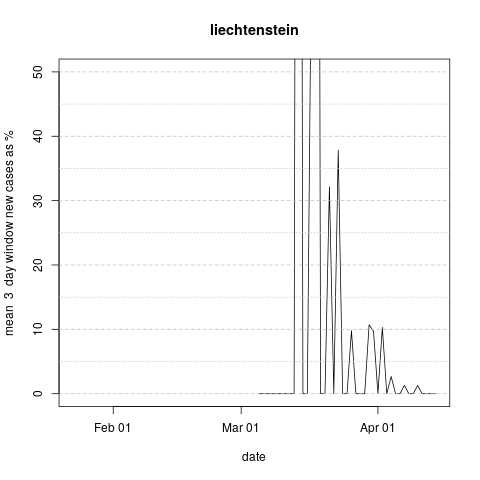 liechtenstein
mean  3  day window new cases as %
50
40
30
20
10
0
Feb 01
Mar 01
Apr 01
date